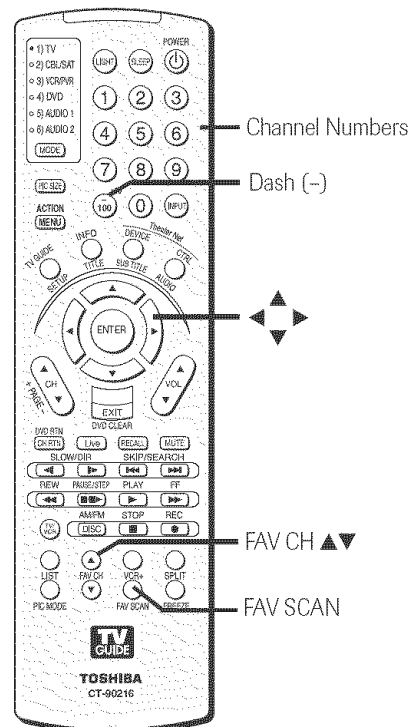 POWER
1) TV
2) CBL/SAT
3) VCR/PVR
4) DVD
5) AUDIO 1
6) AUDIO 2
MODE
LIGHT SLEEP
1 2 3
4 5 6
7 8 9
PIC SIZE
– 100 0 INPUT
ACTION
MENU
TV GUIDE INFO Theater Net DEVICE CTRL
SETUP TITLE SUB TITLE AUDIO
ENTER
CH VOL
+ PAGE -
EXIT
DVD CLEAR
DVD RTN
CH RTN Live RECALL MUTE
SLOW/DIR SKIP/SEARCH
REW PAUSE/STEP PLAY FF
AM/FM STOP REC
TV/VCR DISC
LIST FAV CH VCR+ SPLIT
PIC MODE FAV SCAN FREEZE
TV
GUIDE
TOSHIBA
CT-90216
Channel Numbers
Dash (–)
FAV CH ▲▼
FAV SCAN